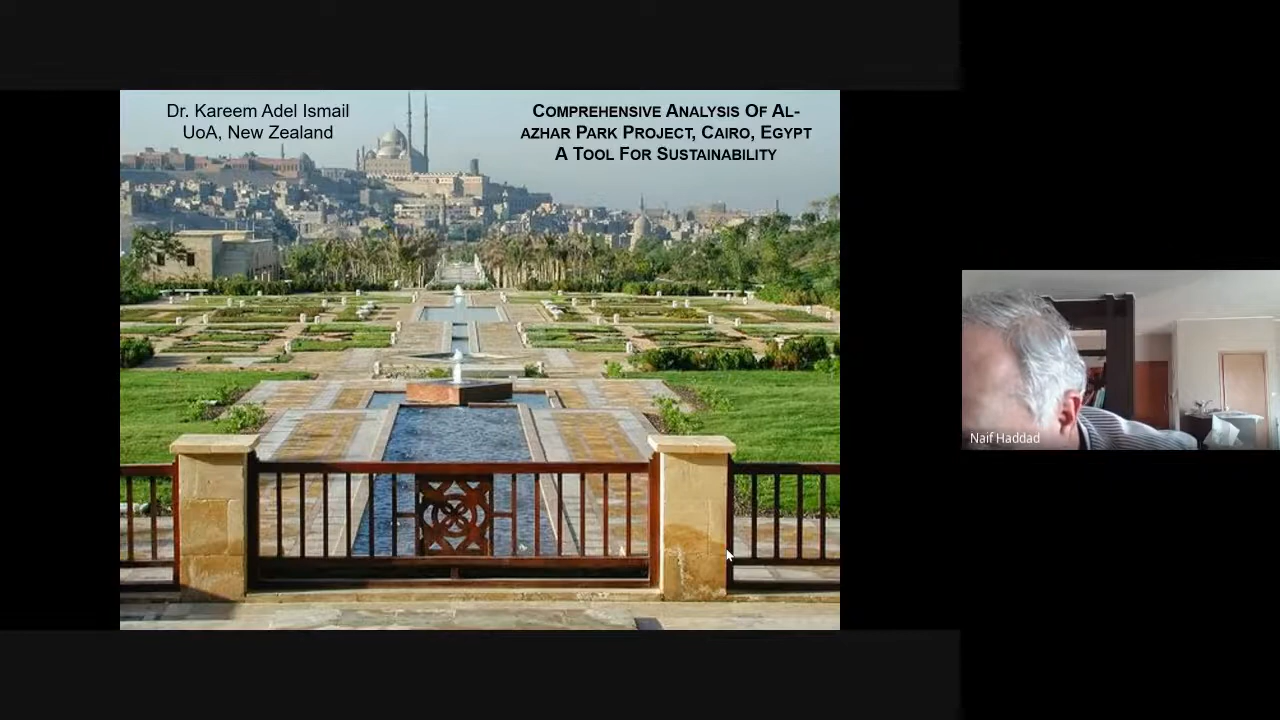 Dr. Kareem Adel Ismail
UoA, New Zealand
COMPREHENSIVE ANALYSIS OF AL-
AZHAR PARK PROJECT, CAIRO, EGYPT
A TOOL FOR SUSTAINABILITY
Naif Haddad